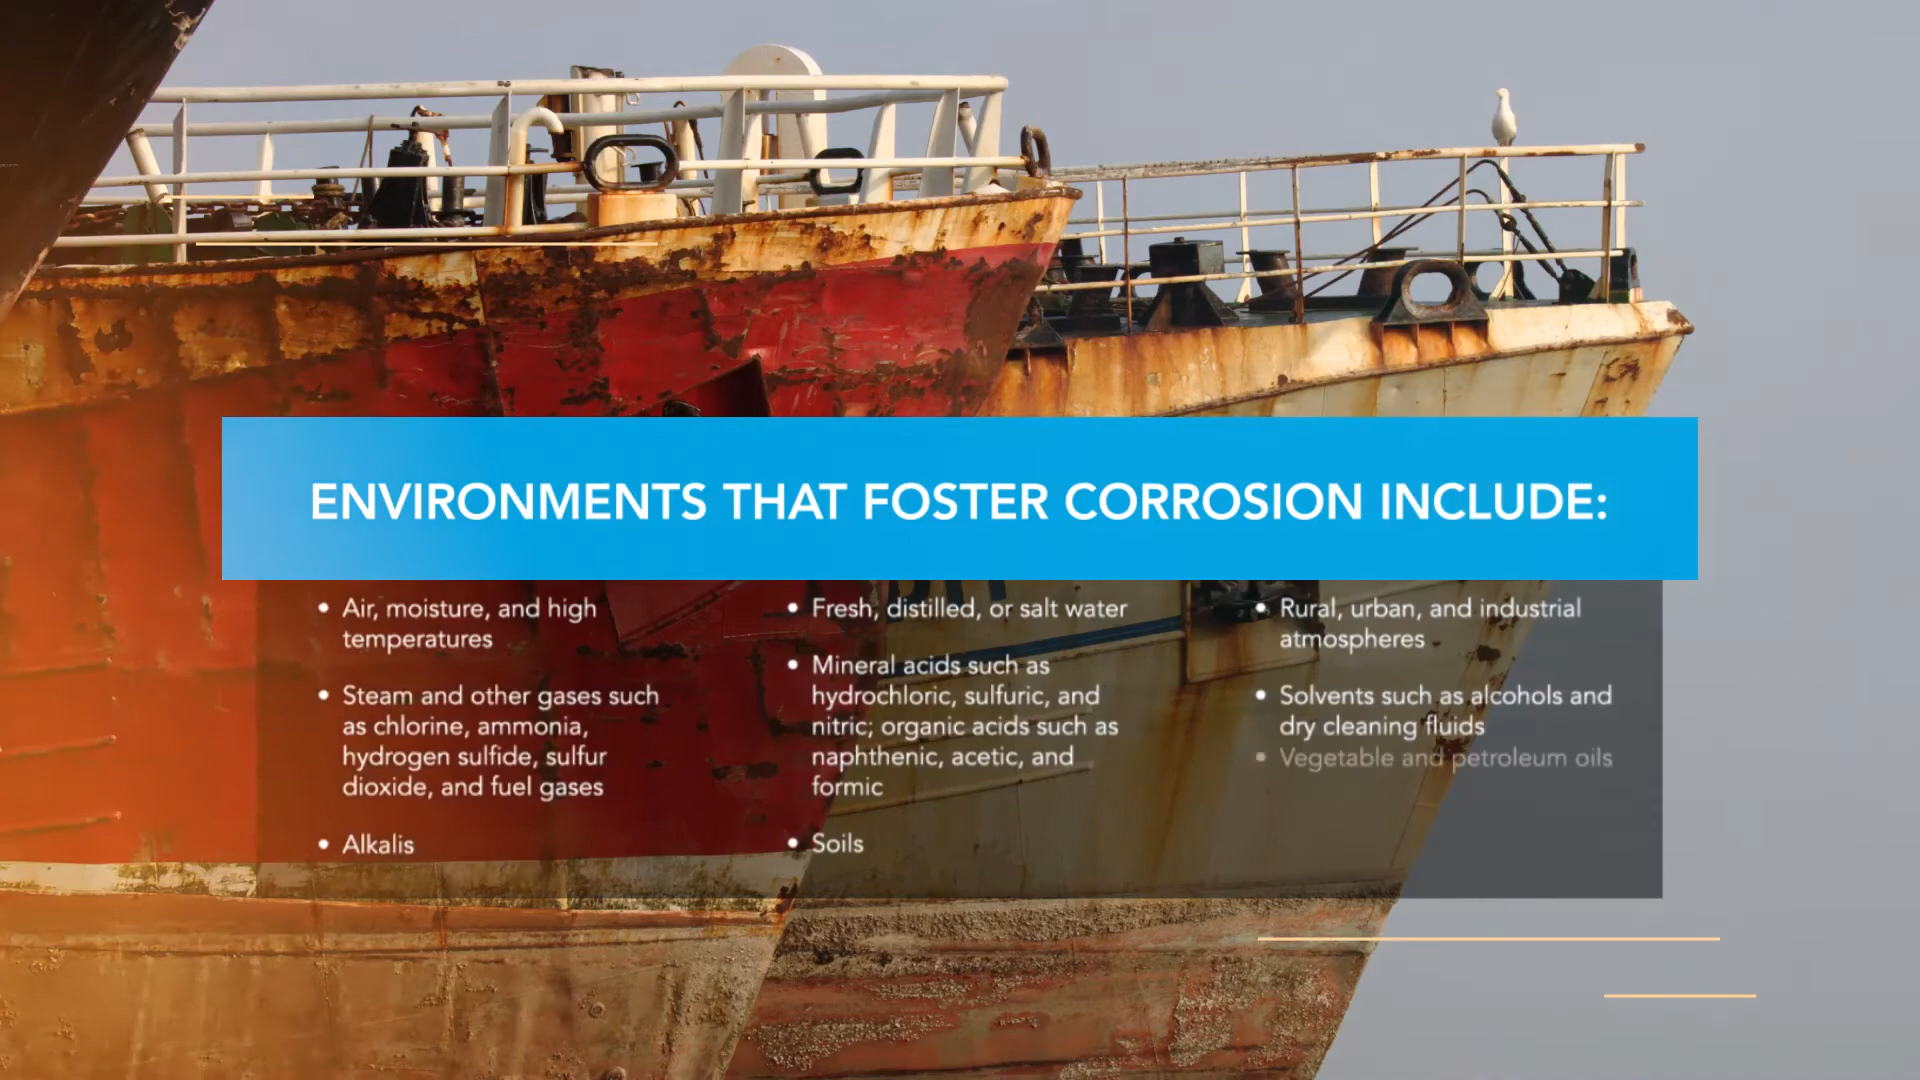 ENVIRONMENTS THAT FOSTER CORROSION INCLUDE:
• Air, moisture, and high
temperatures
• Steam and other gases such
as chlorine, ammonia,
hydrogen sulfide, sulfur
dioxide, and fuel gases
• Alkalis
• Fresh, distilled, or salt water
• Mineral acids such as
hydrochloric, sulfuric, and
nitric; organic acids such as
naphthenic, acetic, and
formic
• Soils
• Rural, urban, and industrial
atmospheres
• Solvents such as alcohols and
dry cleaning fluids
• Vegetable and petroleum oils